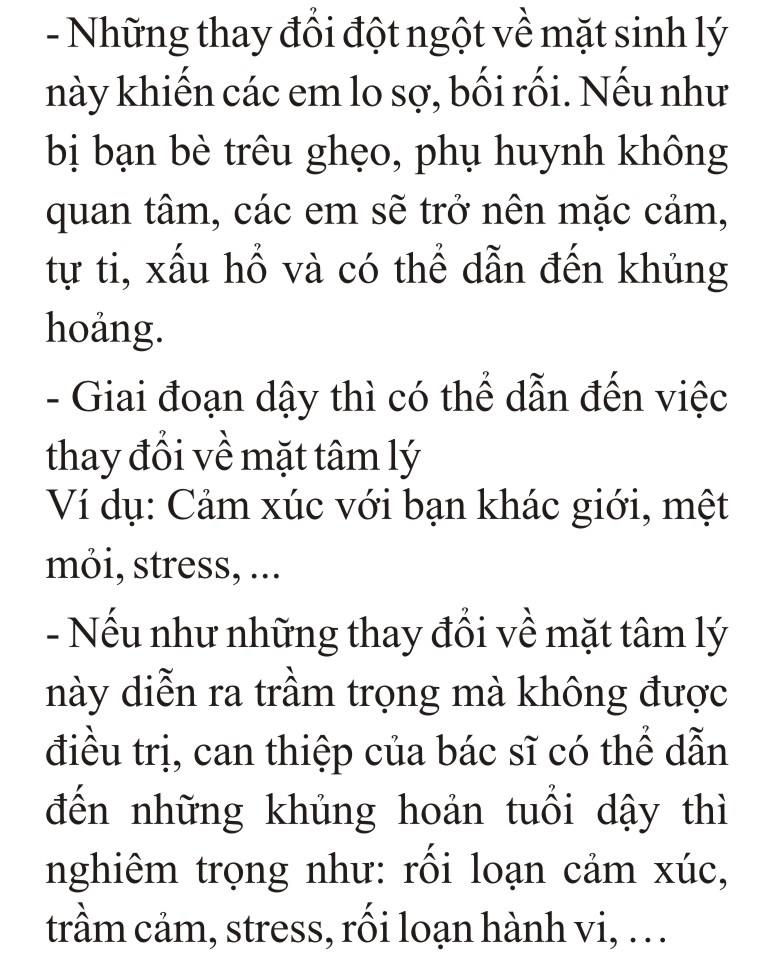 - Những thay đổi đột ngột về mặt sinh lý
này khiến các em lo sợ, bối rối. Nếu như
bị bạn bè trêu ghẹo, phụ huynh không
quan tâm, các em sẽ trở nên mặc cảm,
tự ti, xấu hổ và có thể dẫn đến khủng
hoảng.
- Giai đoạn dậy thì có thể dẫn đến việc
thay đổi về mặt tâm lý
Ví dụ: Cảm xúc với bạn khác giới, mệt
mỏi, stress, ...
- Nếu như những thay đổi về mặt tâm lý
này diễn ra trầm trọng mà không được
điều trị, can thiệp của bác sĩ có thể dẫn
đến những khủng hoản tuổi dậy thì
nghiêm trọng như: rối loạn cảm xúc,
trầm cảm, stress, rối loạn hành vi, ...